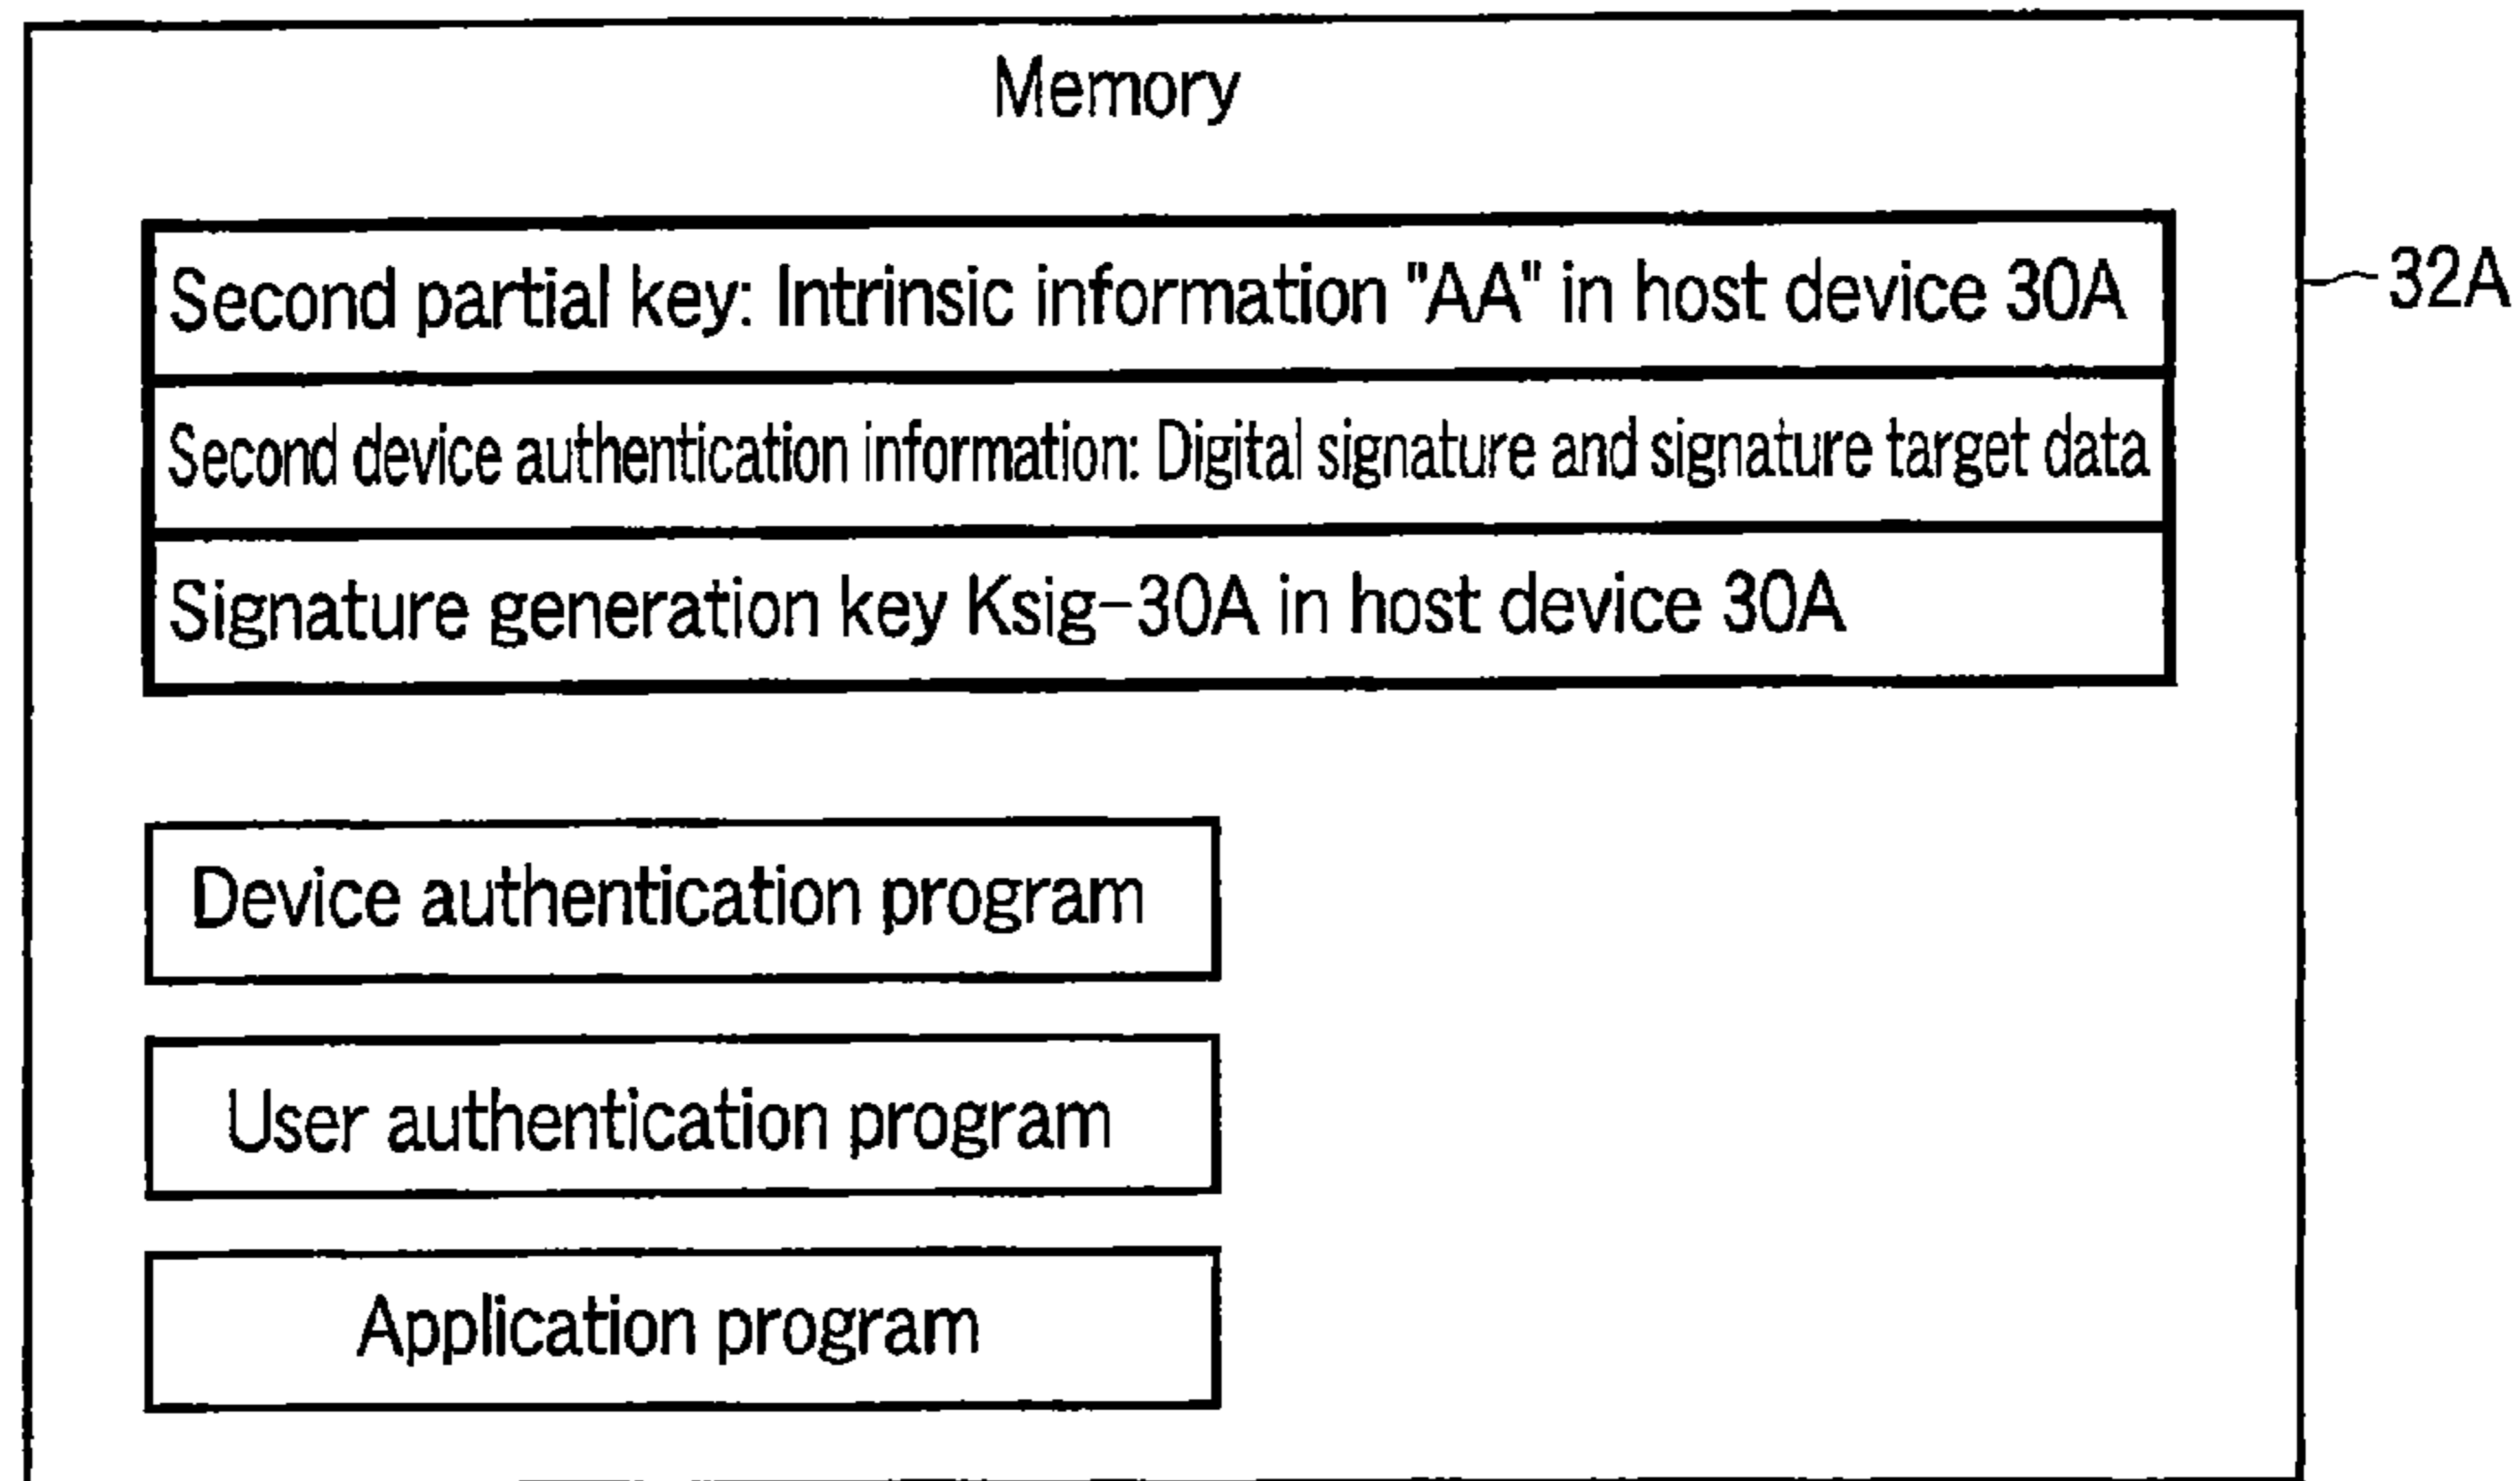 Memory
Second partial key: Intrinsic information "AA" in host device 30A
32A
Second device authentication information: Digital signature and signature target data
Signature generation key Ksig-30A in host device 30A
Device authentication program
User authentication program
Application program